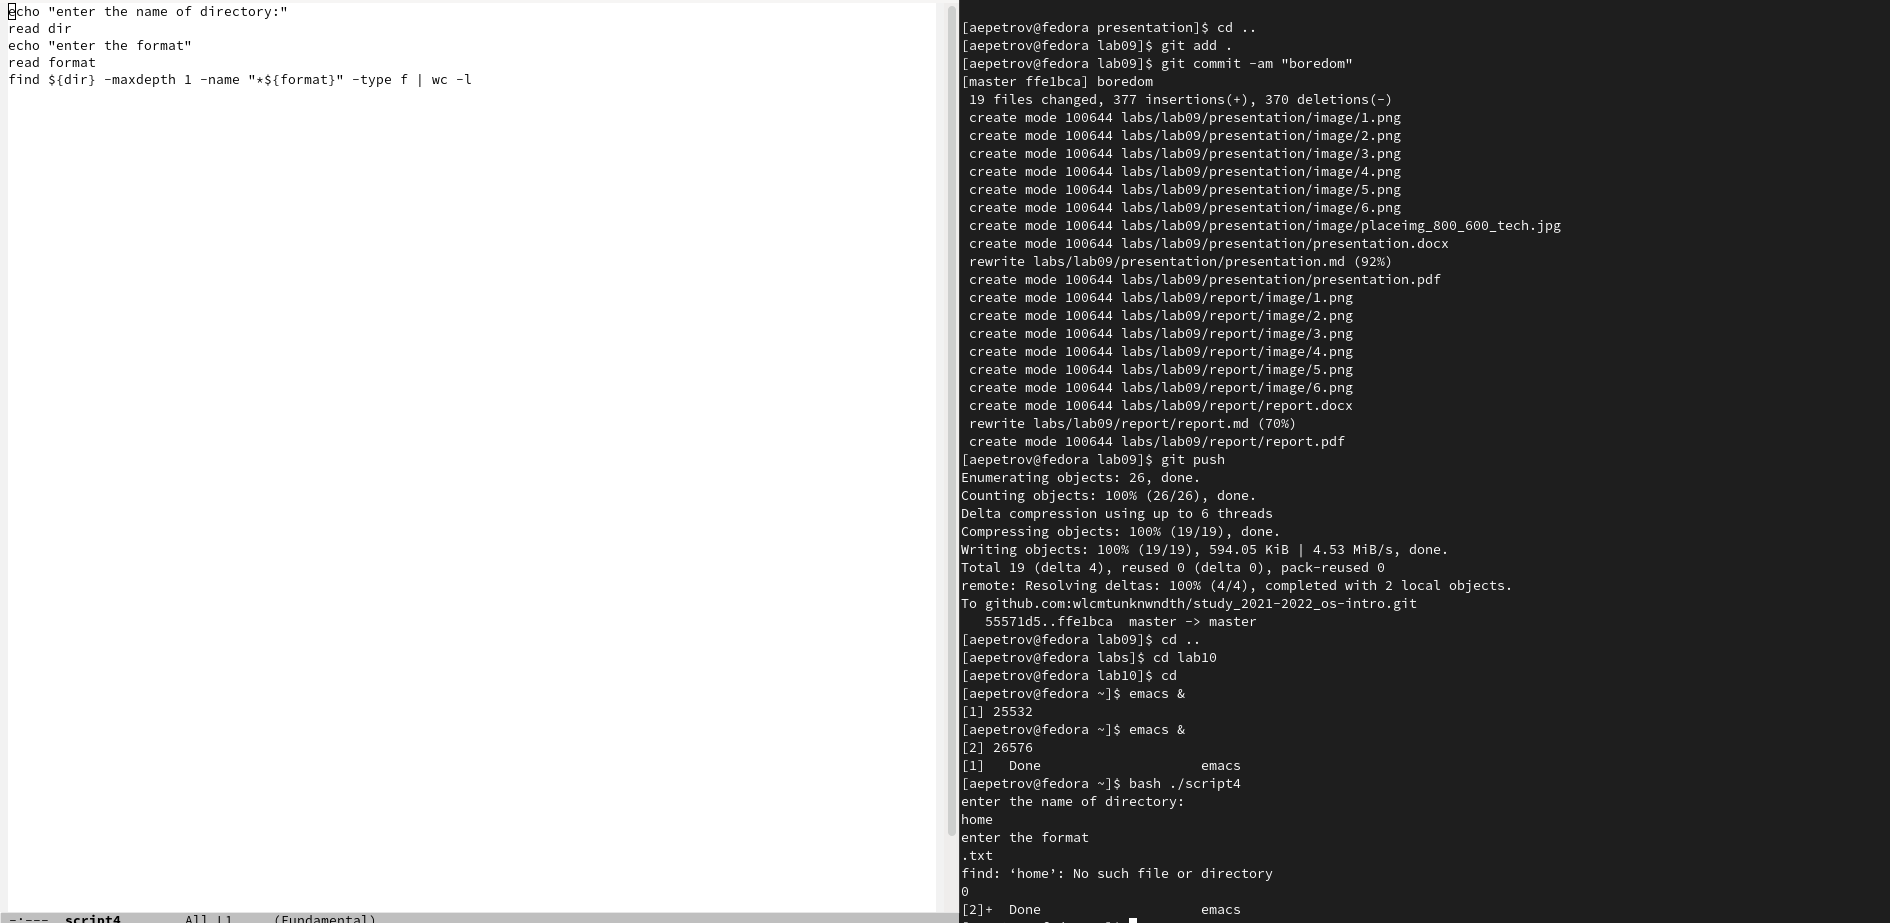 echo "enter the name of directory:"
read dir
echo "enter the format"
read format
find ${dir} -maxdepth 1 -name "*${format}" -type f | wc -l
-:--- script4 All L1 (Fundamental)
[aepetrov@fedora presentation]$ cd ..
[aepetrov@fedora lab09]$ git add .
[aepetrov@fedora lab09]$ git commit -am "boredom"
[master ffe1bca] boredom
 19 files changed, 377 insertions(+), 370 deletions(-)
 create mode 100644 labs/lab09/presentation/image/1.png
 create mode 100644 labs/lab09/presentation/image/2.png
 create mode 100644 labs/lab09/presentation/image/3.png
 create mode 100644 labs/lab09/presentation/image/4.png
 create mode 100644 labs/lab09/presentation/image/5.png
 create mode 100644 labs/lab09/presentation/image/6.png
 create mode 100644 labs/lab09/presentation/image/placeimg_800_600_tech.jpg
 create mode 100644 labs/lab09/presentation/presentation.docx
 rewrite labs/lab09/presentation/presentation.md (92%)
 create mode 100644 labs/lab09/presentation/presentation.pdf
 create mode 100644 labs/lab09/report/image/1.png
 create mode 100644 labs/lab09/report/image/2.png
 create mode 100644 labs/lab09/report/image/3.png
 create mode 100644 labs/lab09/report/image/4.png
 create mode 100644 labs/lab09/report/image/5.png
 create mode 100644 labs/lab09/report/image/6.png
 create mode 100644 labs/lab09/report/report.docx
 rewrite labs/lab09/report/report.md (70%)
 create mode 100644 labs/lab09/report/report.pdf
[aepetrov@fedora lab09]$ git push
Enumerating objects: 26, done.
Counting objects: 100% (26/26), done.
Delta compression using up to 6 threads
Compressing objects: 100% (19/19), done.
Writing objects: 100% (19/19), 594.05 KiB | 4.53 MiB/s, done.
Total 19 (delta 4), reused 0 (delta 0), pack-reused 0
remote: Resolving deltas: 100% (4/4), completed with 2 local objects.
To github.com:wlcmtunknwndth/study_2021-2022_os-intro.git
   55571d5..ffe1bca  master -> master
[aepetrov@fedora lab09]$ cd ..
[aepetrov@fedora labs]$ cd lab10
[aepetrov@fedora lab10]$ cd
[aepetrov@fedora ~]$ emacs &
[1] 25532
[aepetrov@fedora ~]$ emacs &
[2] 26576
[1]   Done                    emacs
[aepetrov@fedora ~]$ bash ./script4
enter the name of directory:
home
enter the format
.txt
find: ‘home’: No such file or directory
0
[2]+  Done                    emacs